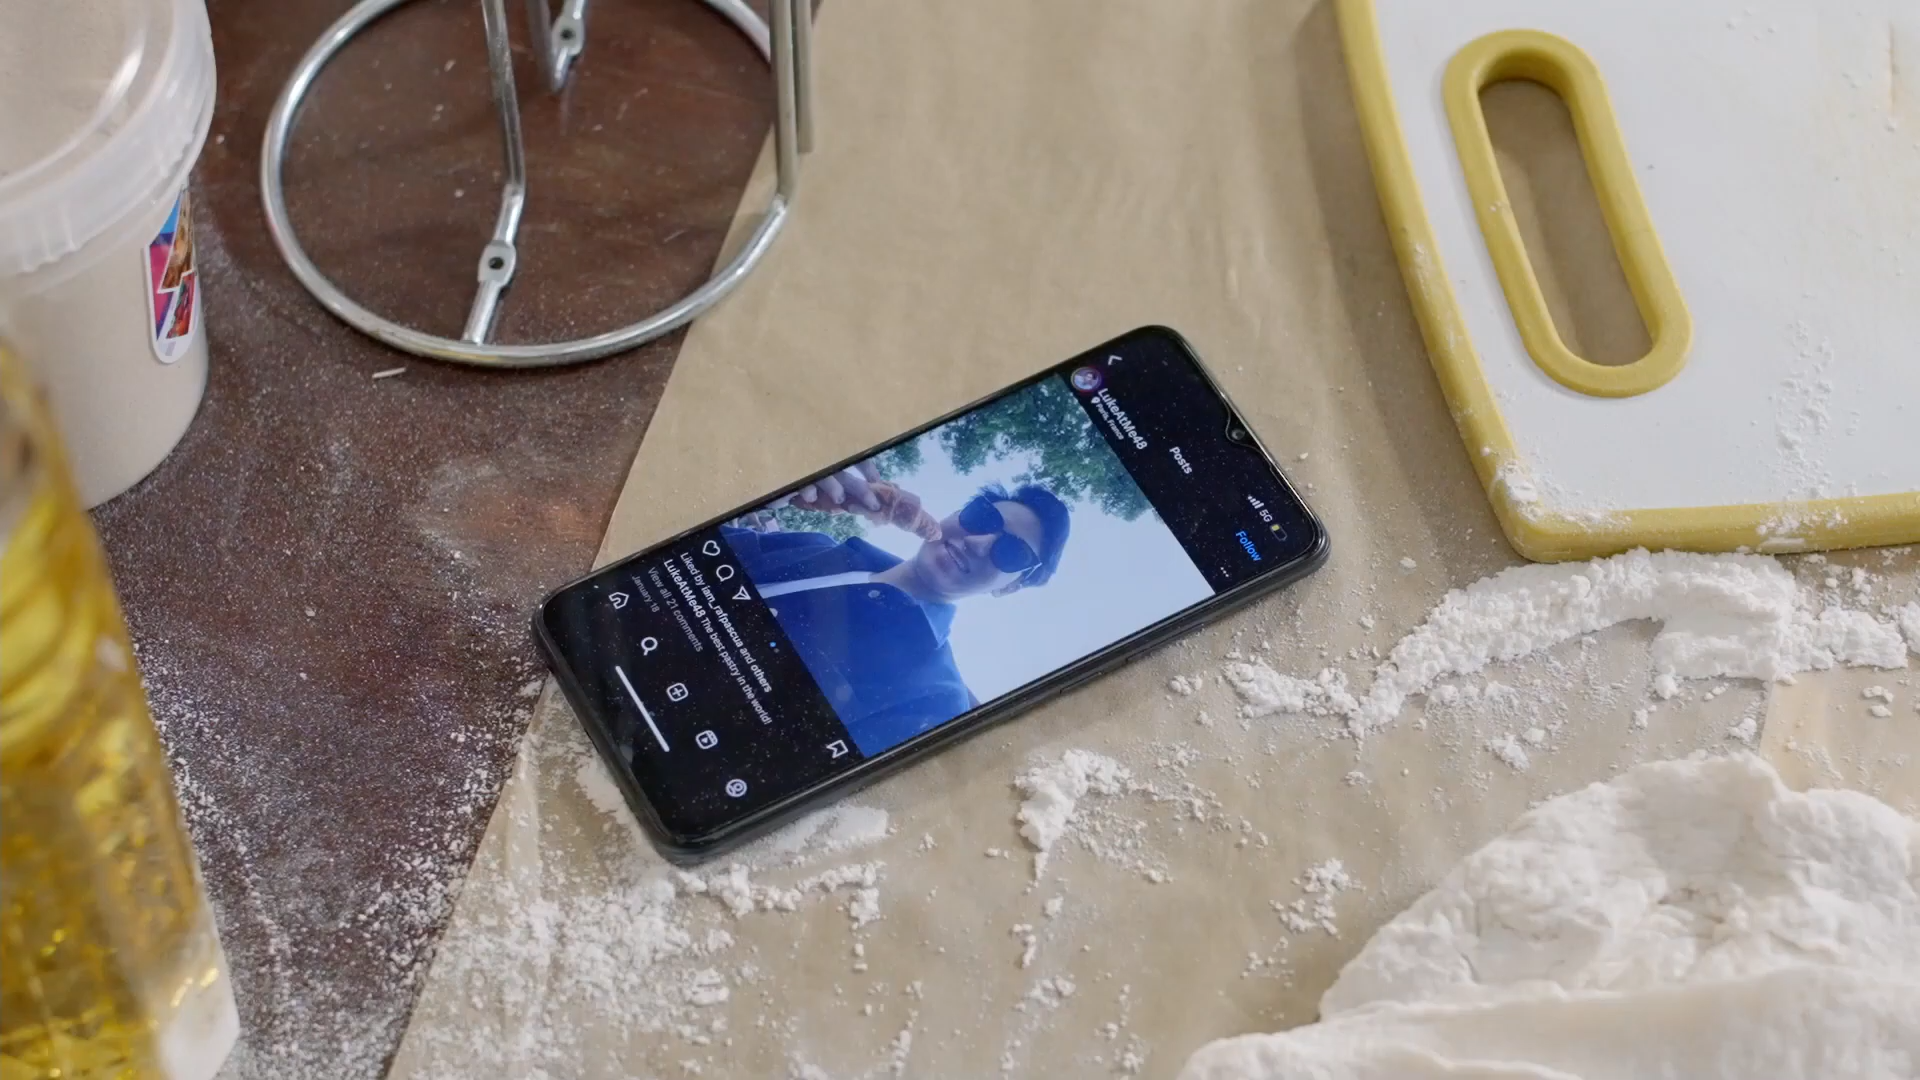 5G
Posts
LukeAtMe48
Paris, France
Follow
Liked by iam_rafpascua and others
LukeAtMe48 The best pastry in the world!
View all 21 comments
January 18